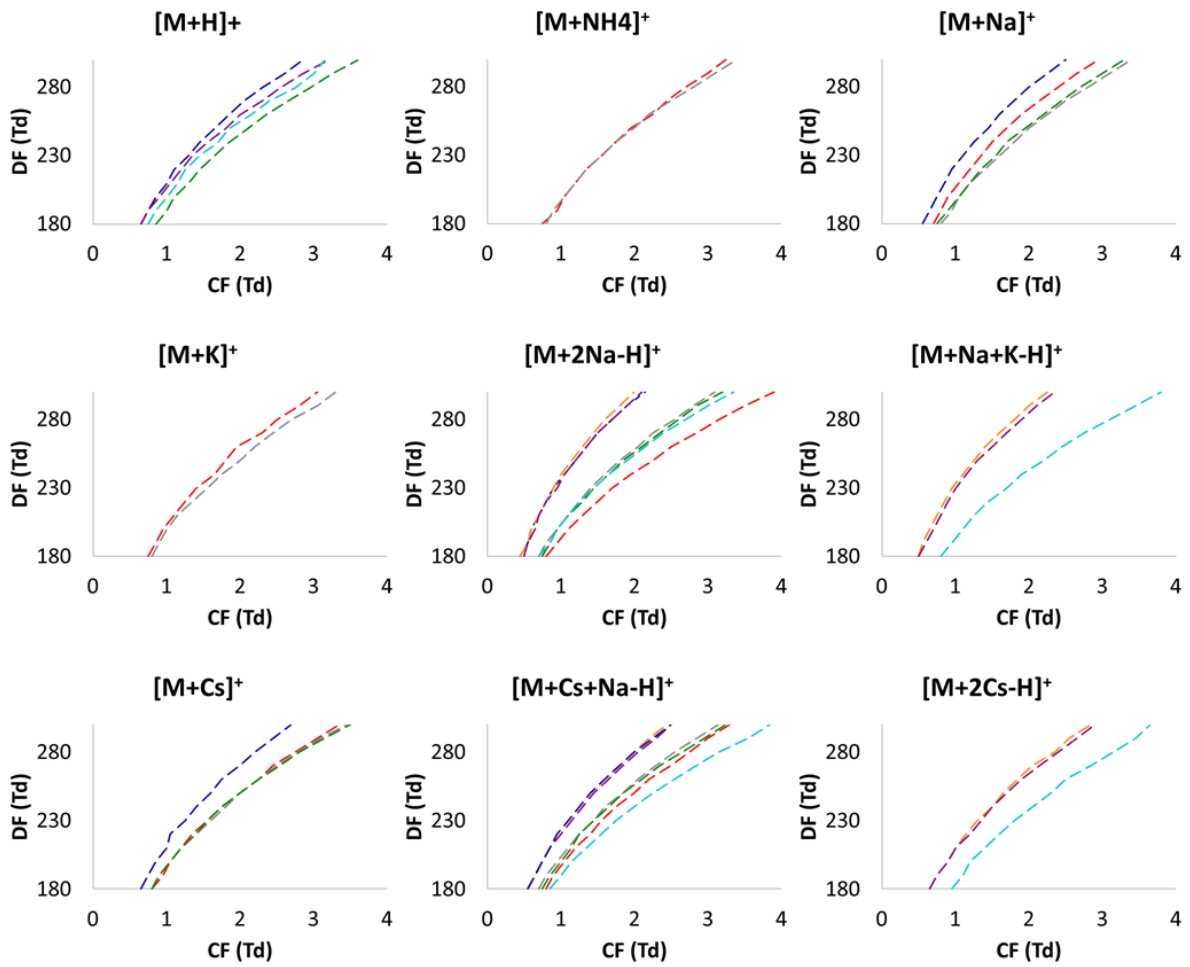 [M+H]+ [M+NH4]+ [M+Na]+
280 280 280
DF (Td) DF (Td) DF (Td)
230 230 230
180 180 180
0 1 2 3 4 0 1 2 3 4 0 1 2 3 4
CF (Td) CF (Td) CF (Td)
[M+K]+ [M+2Na-H]+ [M+Na+K-H]+
280 280 280
DF (Td) DF (Td) DF (Td)
230 230 230
180 180 180
0 1 2 3 4 0 1 2 3 4 0 1 2 3 4
CF (Td) CF (Td) CF (Td)
[M+Cs]+ [M+Cs+Na-H]+ [M+2Cs-H]+
280 280 280
DF (Td) DF (Td) DF (Td)
230 230 230
180 180 180
0 1 2 3 4 0 1 2 3 4 0 1 2 3 4
CF (Td) CF (Td) CF (Td)